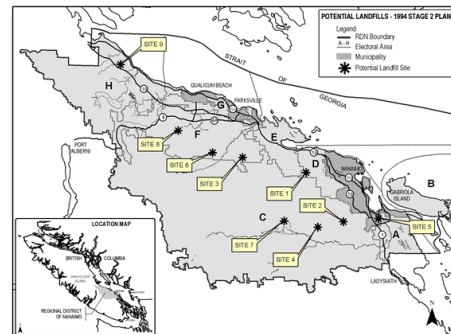 POTENTIAL LANDFILLS - 1994 STAGE 2 PLAN
Legend
RDN Boundary
A - H Electoral Area
Municipality
Potential Landfill Site
SITE 9
STRAIT
OF
GEORGIA
H
QUALICUM BEACH
G
PARKSVILLE
F
E
PORT
ALBERNI
SITE 8
SITE 6
SITE 3
D
NANAIMO
SITE 1
GABRIOLA
ISLAND
B
SITE 2
C
SITE 5
A
SITE 7
SITE 4
LADYSMITH
N
LOCATION MAP
BRITISH COLUMBIA
VANCOUVER
ISLAND
REGIONAL DISTRICT
OF NANAIMO